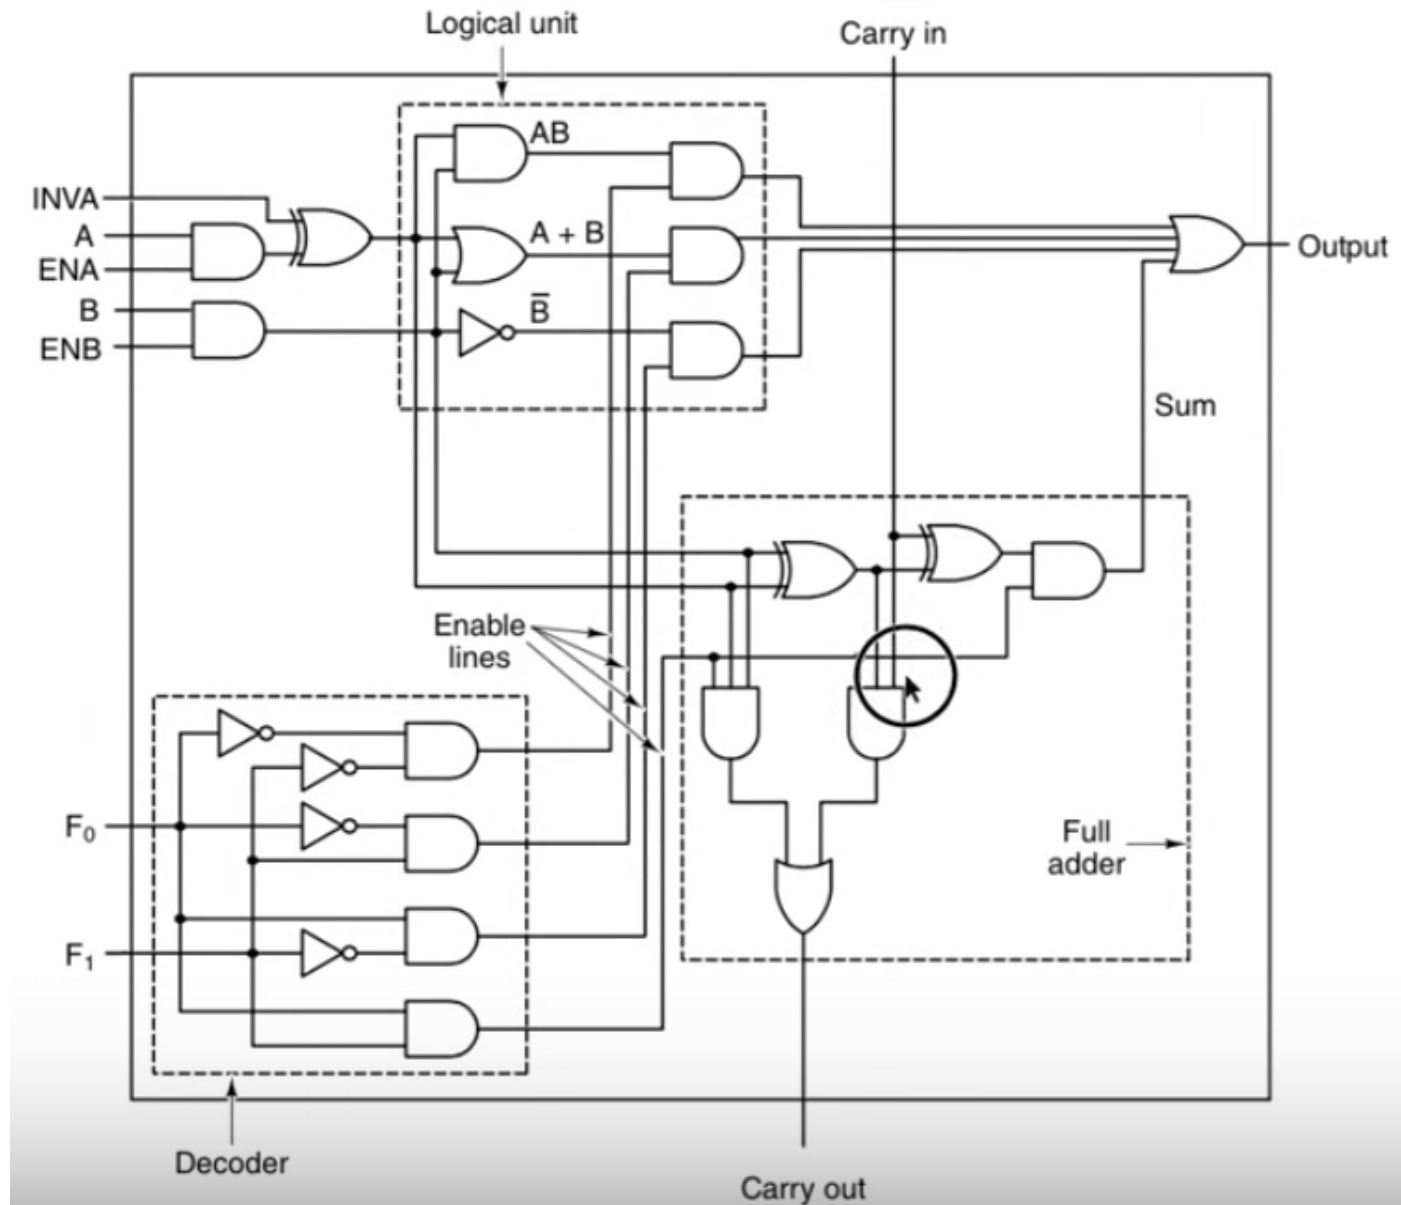 Logical unit
Carry in
AB
INVA
A
A + B
ENA
Output
B
B̅
ENB
Sum
Enable
lines
F₀
Full
adder
F₁
Decoder
Carry out